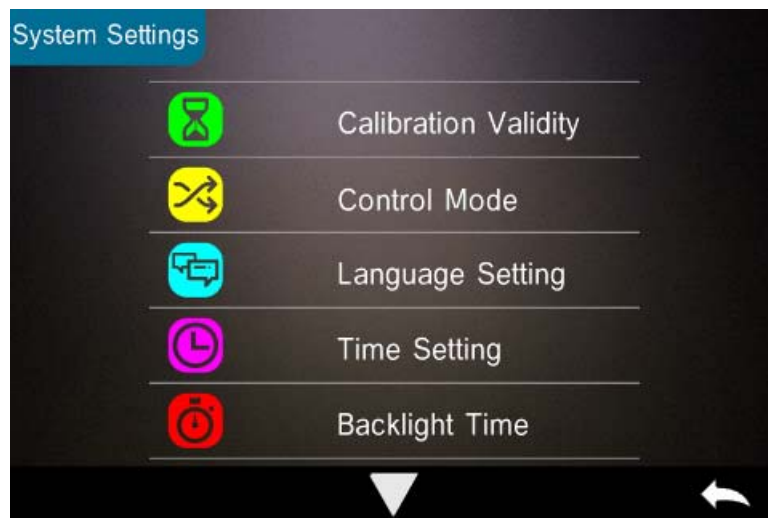 System Settings
Calibration Validity
Control Mode
Language Setting
Time Setting
Backlight Time